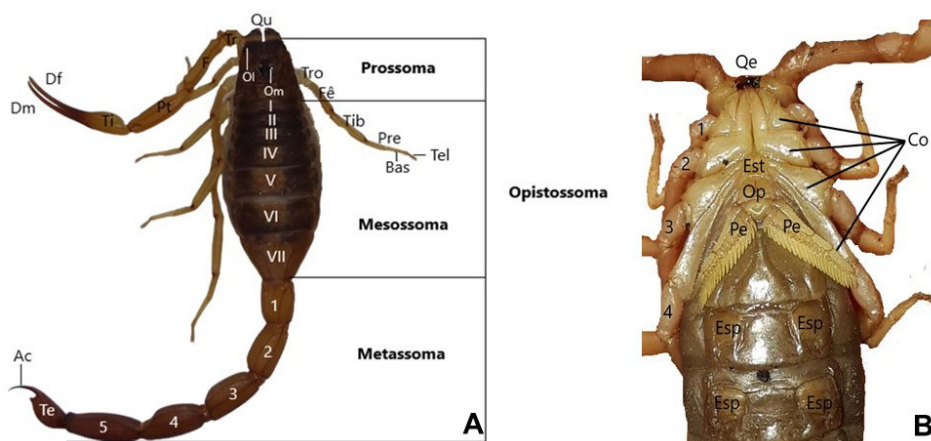 Qu
Tr
F
Ol
Om
Df
Dm
Ti
Pt
Tro
Fê
Tib
Pre
Bas
Tel
I
II
III
IV
V
VI
VII
1
2
3
4
5
Te
Ac
Prossoma
Mesossoma
Metassoma
Opistossoma
A
Qe
1
2
3
4
Co
Est
Op
Pe
Pe
Esp
Esp
Esp
Esp
B